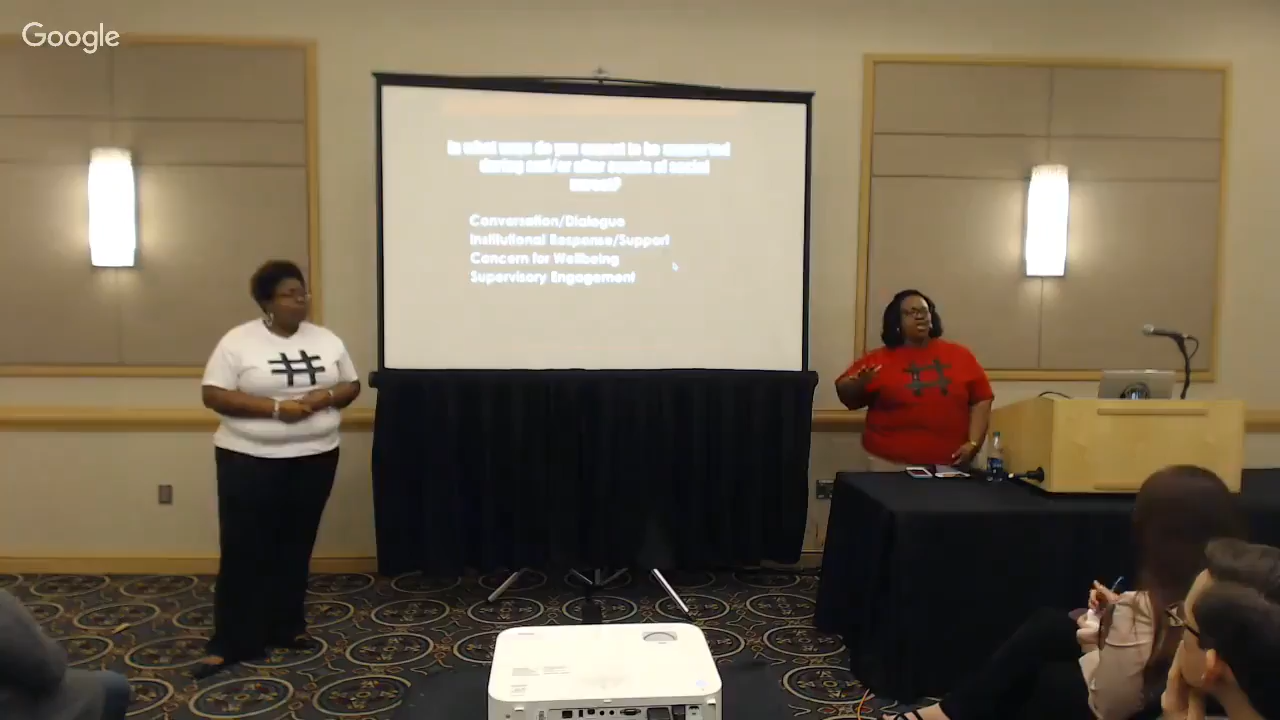 Google
In what ways do you expect to be supported
during and/or after events of social
unrest?
Conversation/Dialogue
Institutional Response/Support
Concern for Wellbeing
Supervisory Engagement
#
#